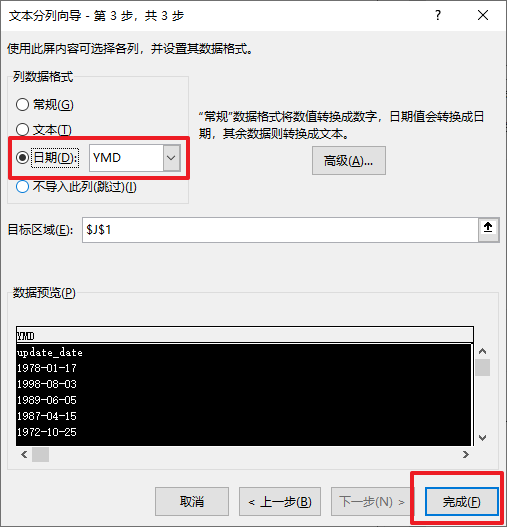 文本分列向导 - 第 3 步，共 3 步
使用此屏内容可选择各列，并设置其数据格式。
列数据格式
常规(G)
文本(T)
日期(D): YMD
不导入此列(跳过)(I)
“常规”数据格式将数值转换成数字，日期值会转换成日期，其余数据则转换成文本。
高级(A)...
目标区域(E): $J$1
数据预览(P)
YMD
update_date
1978-01-17
1998-08-03
1989-06-05
1987-04-15
1972-10-25
取消 < 上一步(B) 下一步(N) > 完成(F)